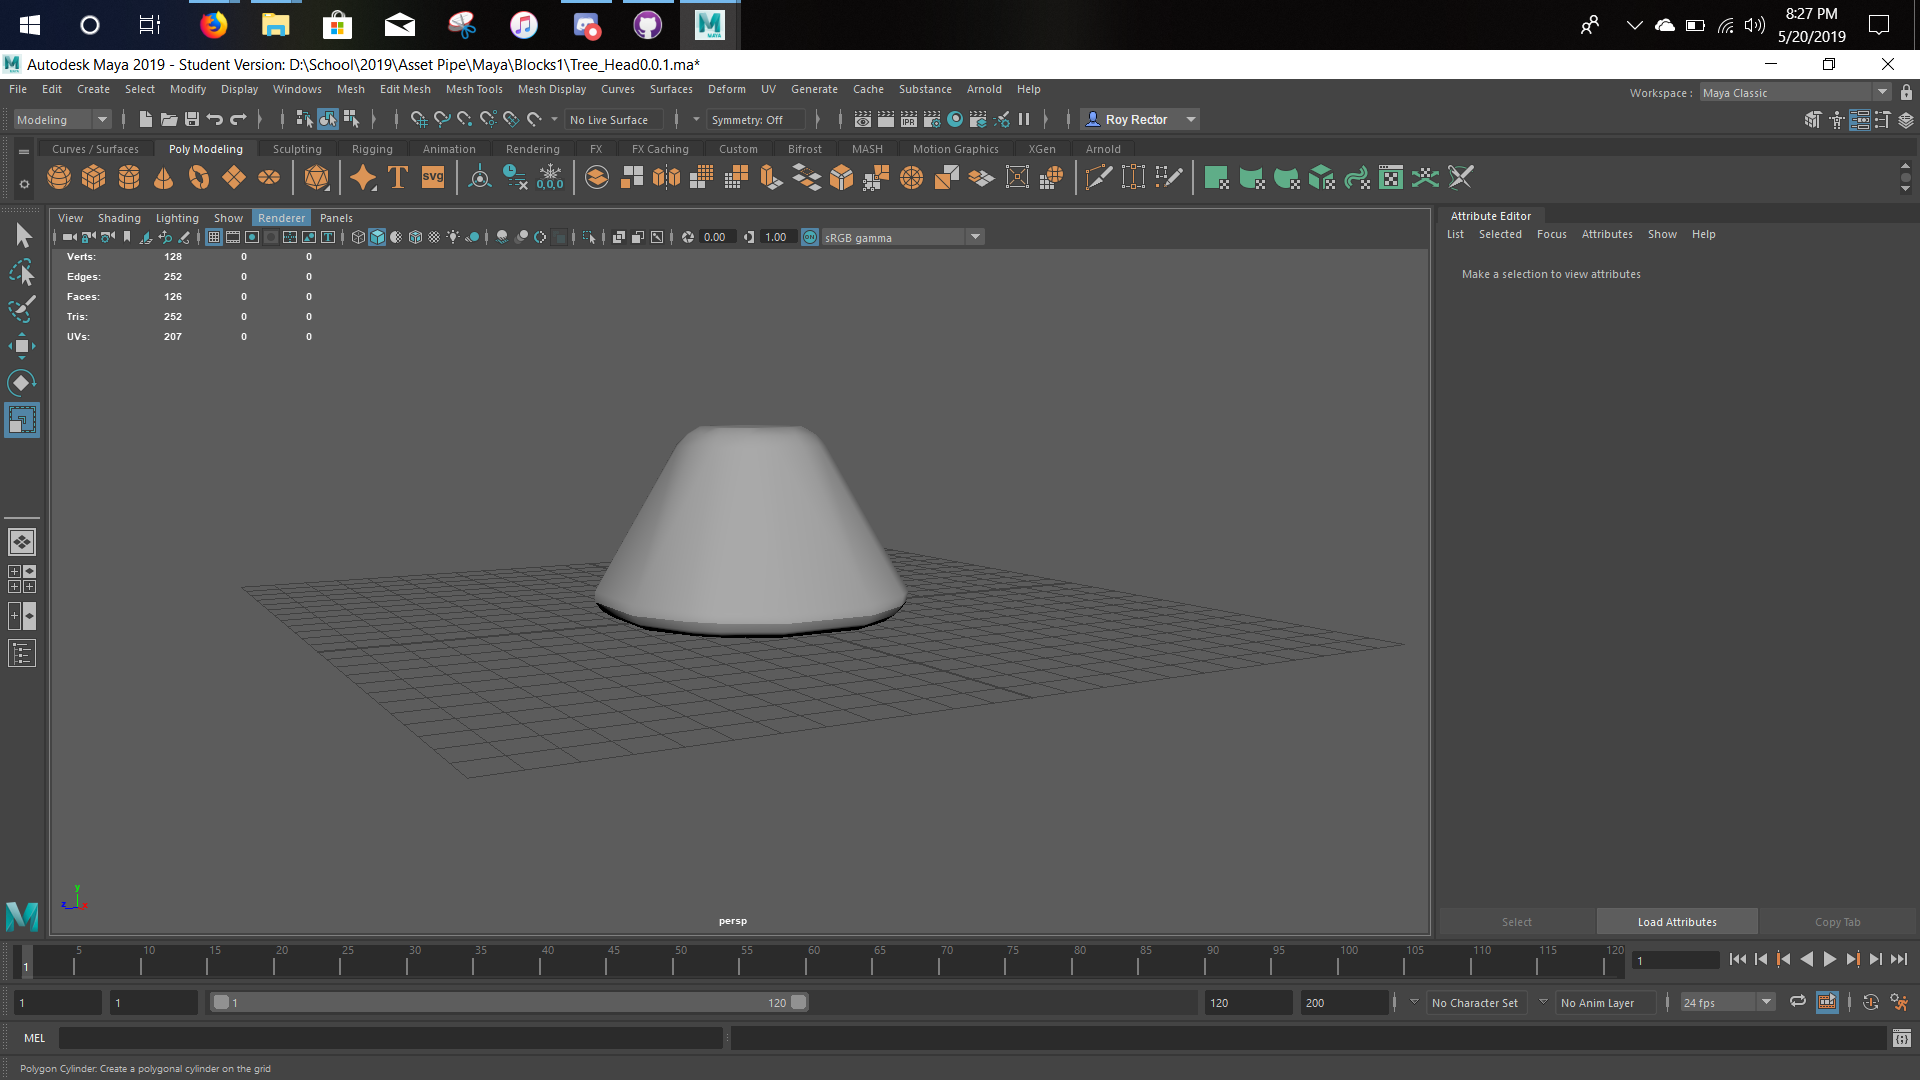 8:27 PM
5/20/2019
Autodesk Maya 2019 - Student Version: D:\School\2019\Asset Pipe\Maya\Blocks1\Tree_Head0.0.1.ma*
File Edit Create Select Modify Display Windows Mesh Edit Mesh Mesh Tools Mesh Display Curves Surfaces Deform UV Generate Cache Substance Arnold Help
Workspace : Maya Classic
Modeling No Live Surface Symmetry: Off Roy Rector
Curves / Surfaces Poly Modeling Sculpting Rigging Animation Rendering FX FX Caching Custom Bifrost MASH Motion Graphics XGen Arnold
T svg 0,0,0
View Shading Lighting Show Renderer Panels
0.00 1.00 ON sRGB gamma
Verts: 128 0 0
Edges: 252 0 0
Faces: 126 0 0
Tris: 252 0 0
UVs: 207 0 0
y
z x
persp
Attribute Editor
List Selected Focus Attributes Show Help
Make a selection to view attributes
Select Load Attributes Copy Tab
5 10 15 20 25 30 35 40 45 50 55 60 65 70 75 80 85 90 95 100 105 110 115 120
1 1
1 1 1 120 120 200 No Character Set No Anim Layer 24 fps
MEL
Polygon Cylinder: Create a polygonal cylinder on the grid